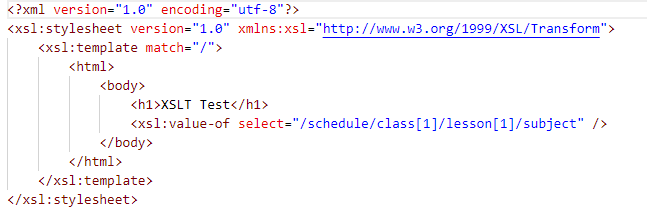 <?xml version="1.0" encoding="utf-8"?>
<xsl:stylesheet version="1.0" xmlns:xsl="http://www.w3.org/1999/XSL/Transform">
    <xsl:template match="/">
        <html>
            <body>
                <h1>XSLT Test</h1>
                <xsl:value-of select="/schedule/class[1]/lesson[1]/subject" />
            </body>
        </html>
    </xsl:template>
</xsl:stylesheet>